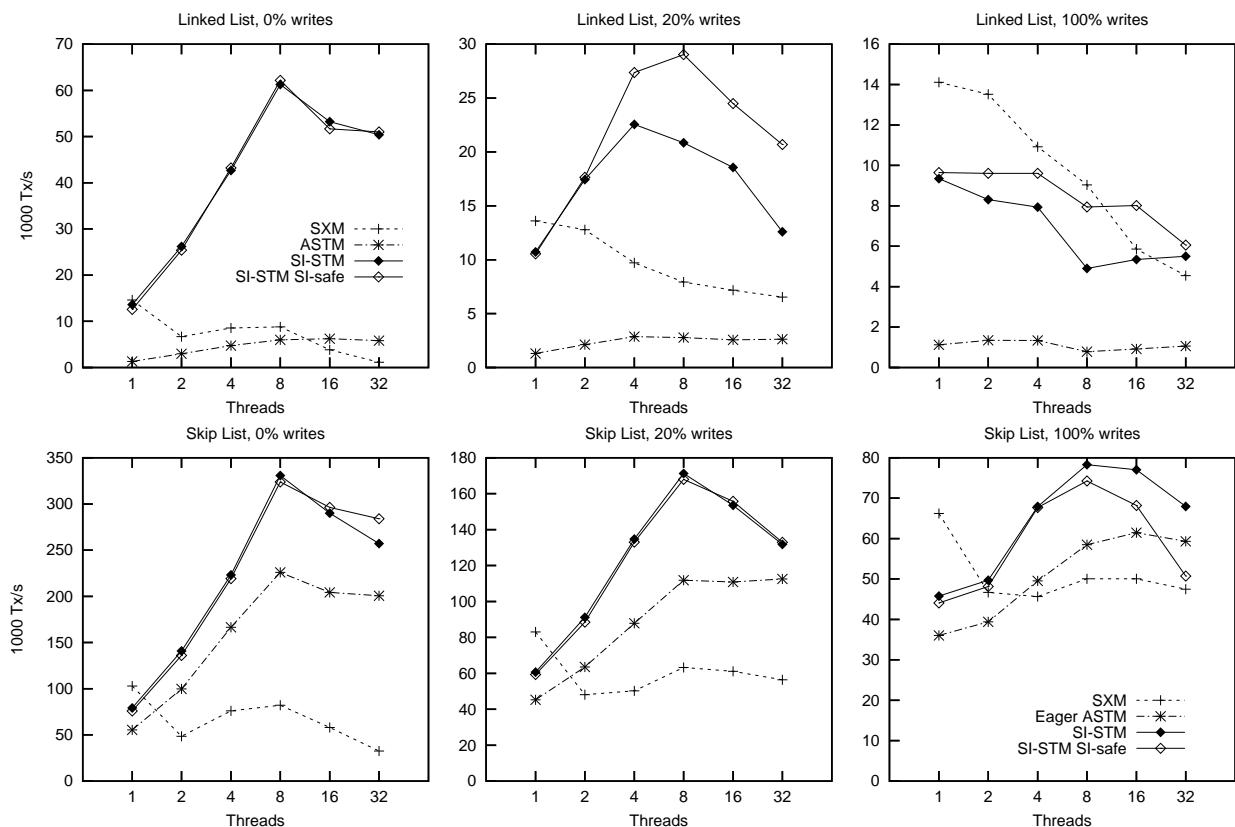 Linked List, 0% writes
70
60
50
40
30
20
10
0
1000 Tx/s
SXM
ASTM
SI-STM
SI-STM SI-safe
1 2 4 8 16 32
Threads
Linked List, 20% writes
30
25
20
15
10
5
0
1 2 4 8 16 32
Threads
Linked List, 100% writes
16
14
12
10
8
6
4
2
0
1 2 4 8 16 32
Threads
Skip List, 0% writes
350
300
250
200
150
100
50
0
1000 Tx/s
1 2 4 8 16 32
Threads
Skip List, 20% writes
180
160
140
120
100
80
60
40
20
0
1 2 4 8 16 32
Threads
Skip List, 100% writes
80
70
60
50
40
30
20
10
0
SXM
Eager ASTM
SI-STM
SI-STM SI-safe
1 2 4 8 16 32
Threads